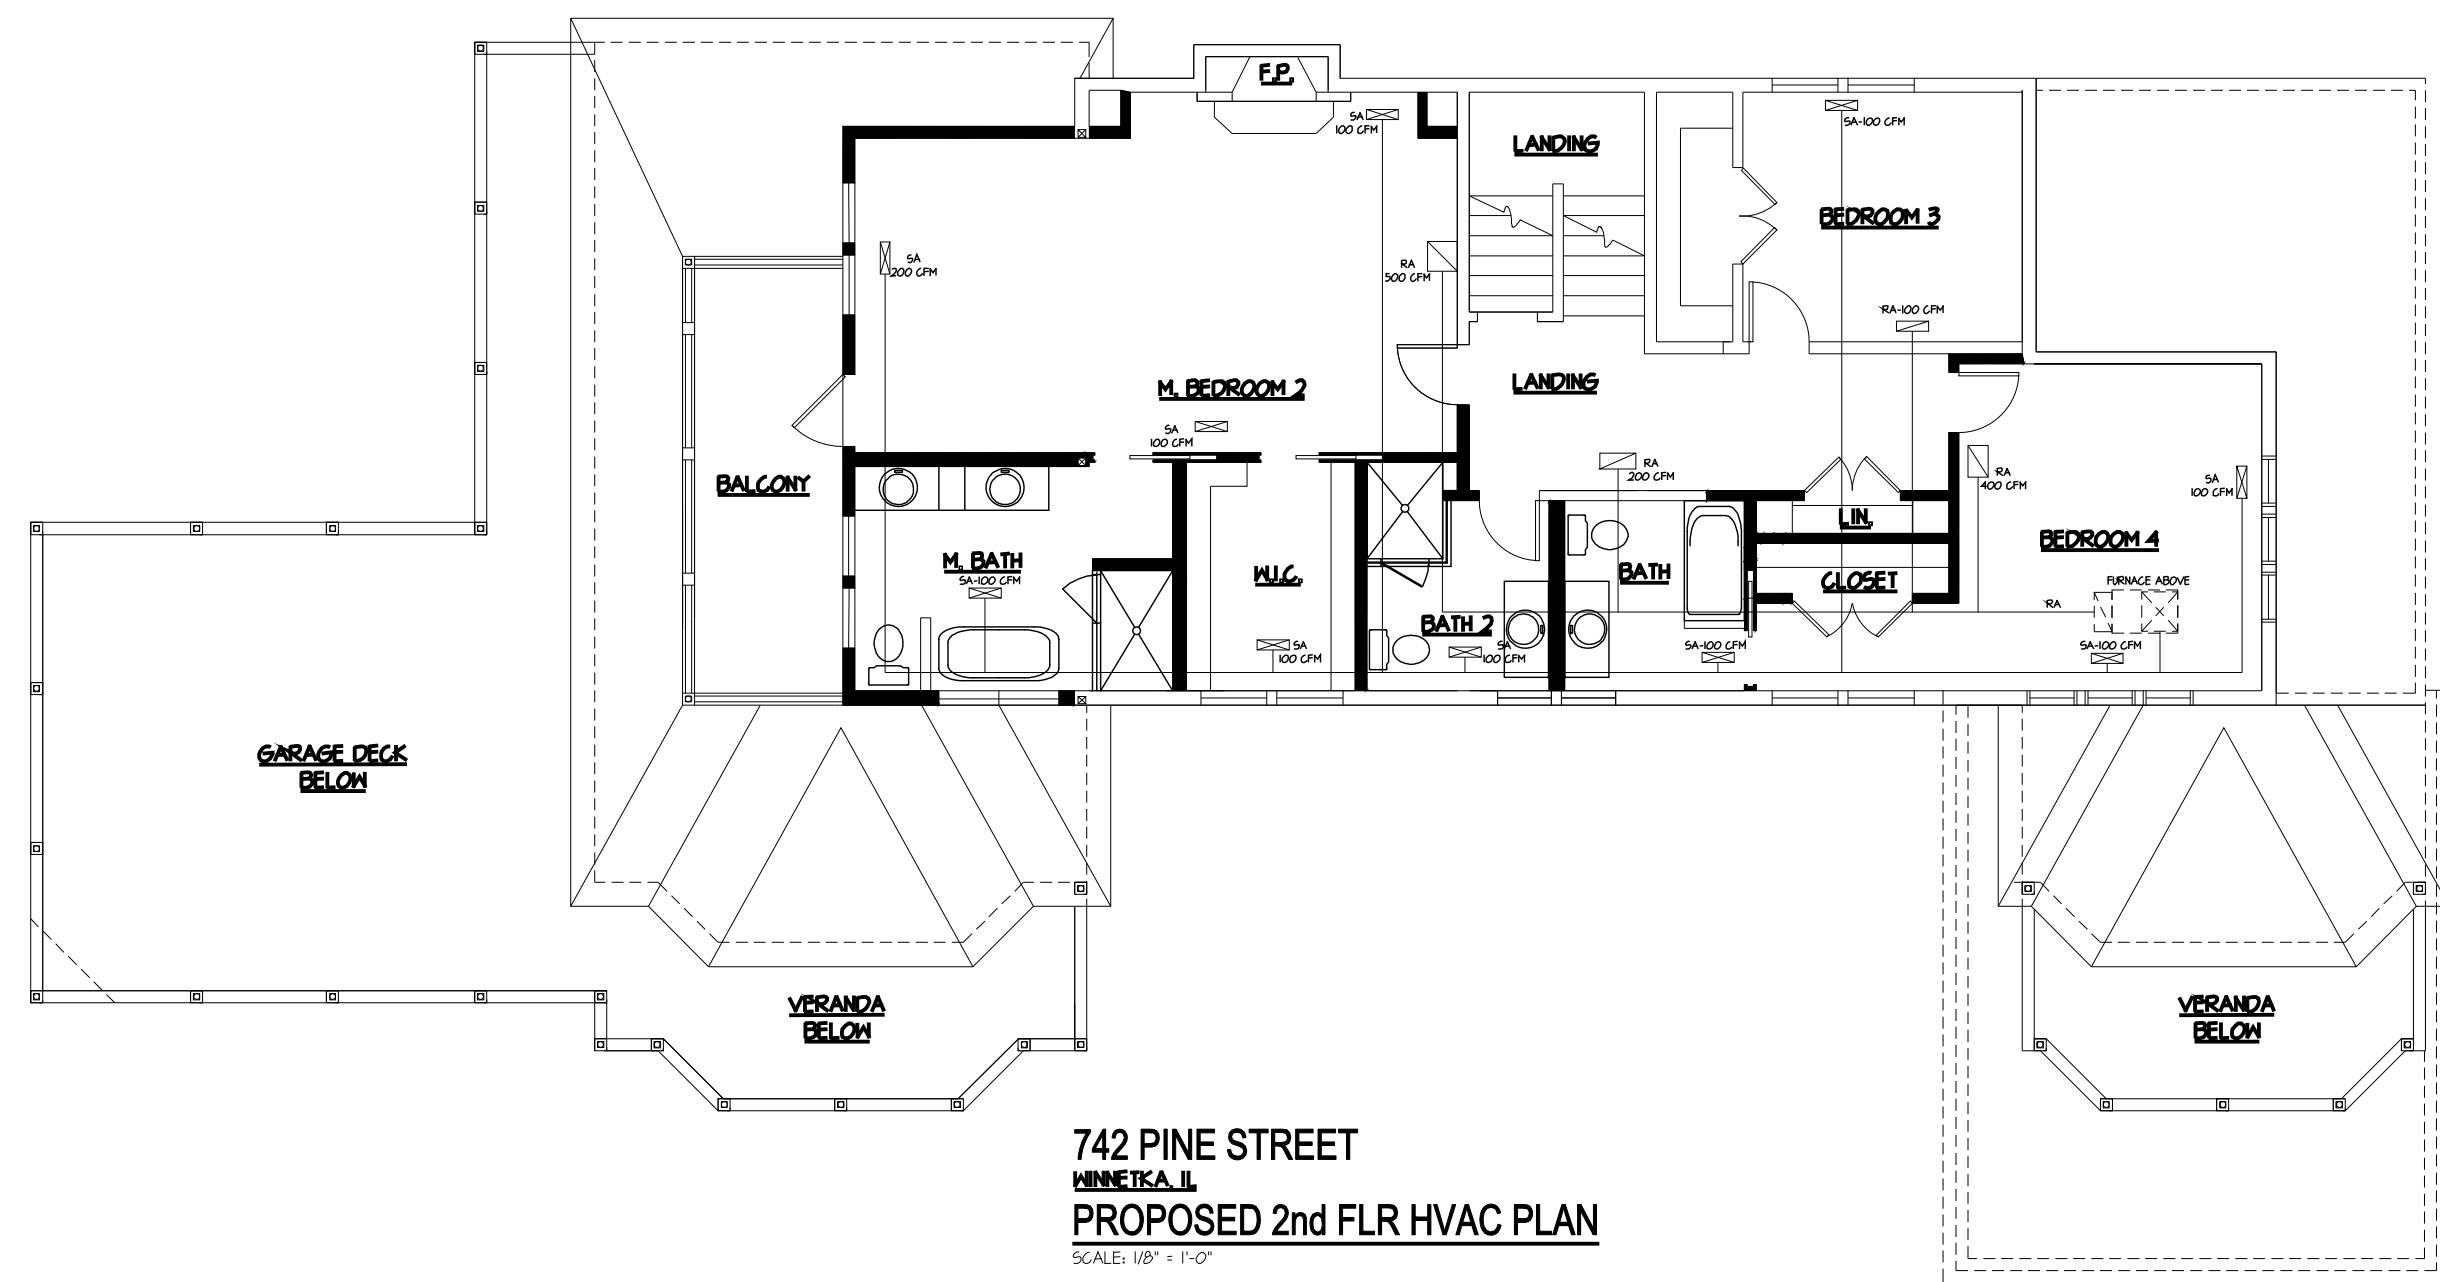 F.P.
SA
100 CFM
SA-100 CFM
LANDING
BEDROOM 3
SA
200 CFM
RA
500 CFM
RA-100 CFM
M. BEDROOM 2
LANDING
SA
100 CFM
RA
200 CFM
RA
400 CFM
SA
100 CFM
BALCONY
LIN.
BEDROOM 4
M. BATH
SA-100 CFM
W.I.C.
BATH
CLOSET
FURNACE ABOVE
RA
BATH 2
SA
100 CFM
SA
100 CFM
SA-100 CFM
SA-100 CFM
GARAGE DECK
BELOW
VERANDA
BELOW
VERANDA
BELOW
742 PINE STREET
WINNETKA, IL
PROPOSED 2nd FLR HVAC PLAN
SCALE: 1/8" = 1'-0"